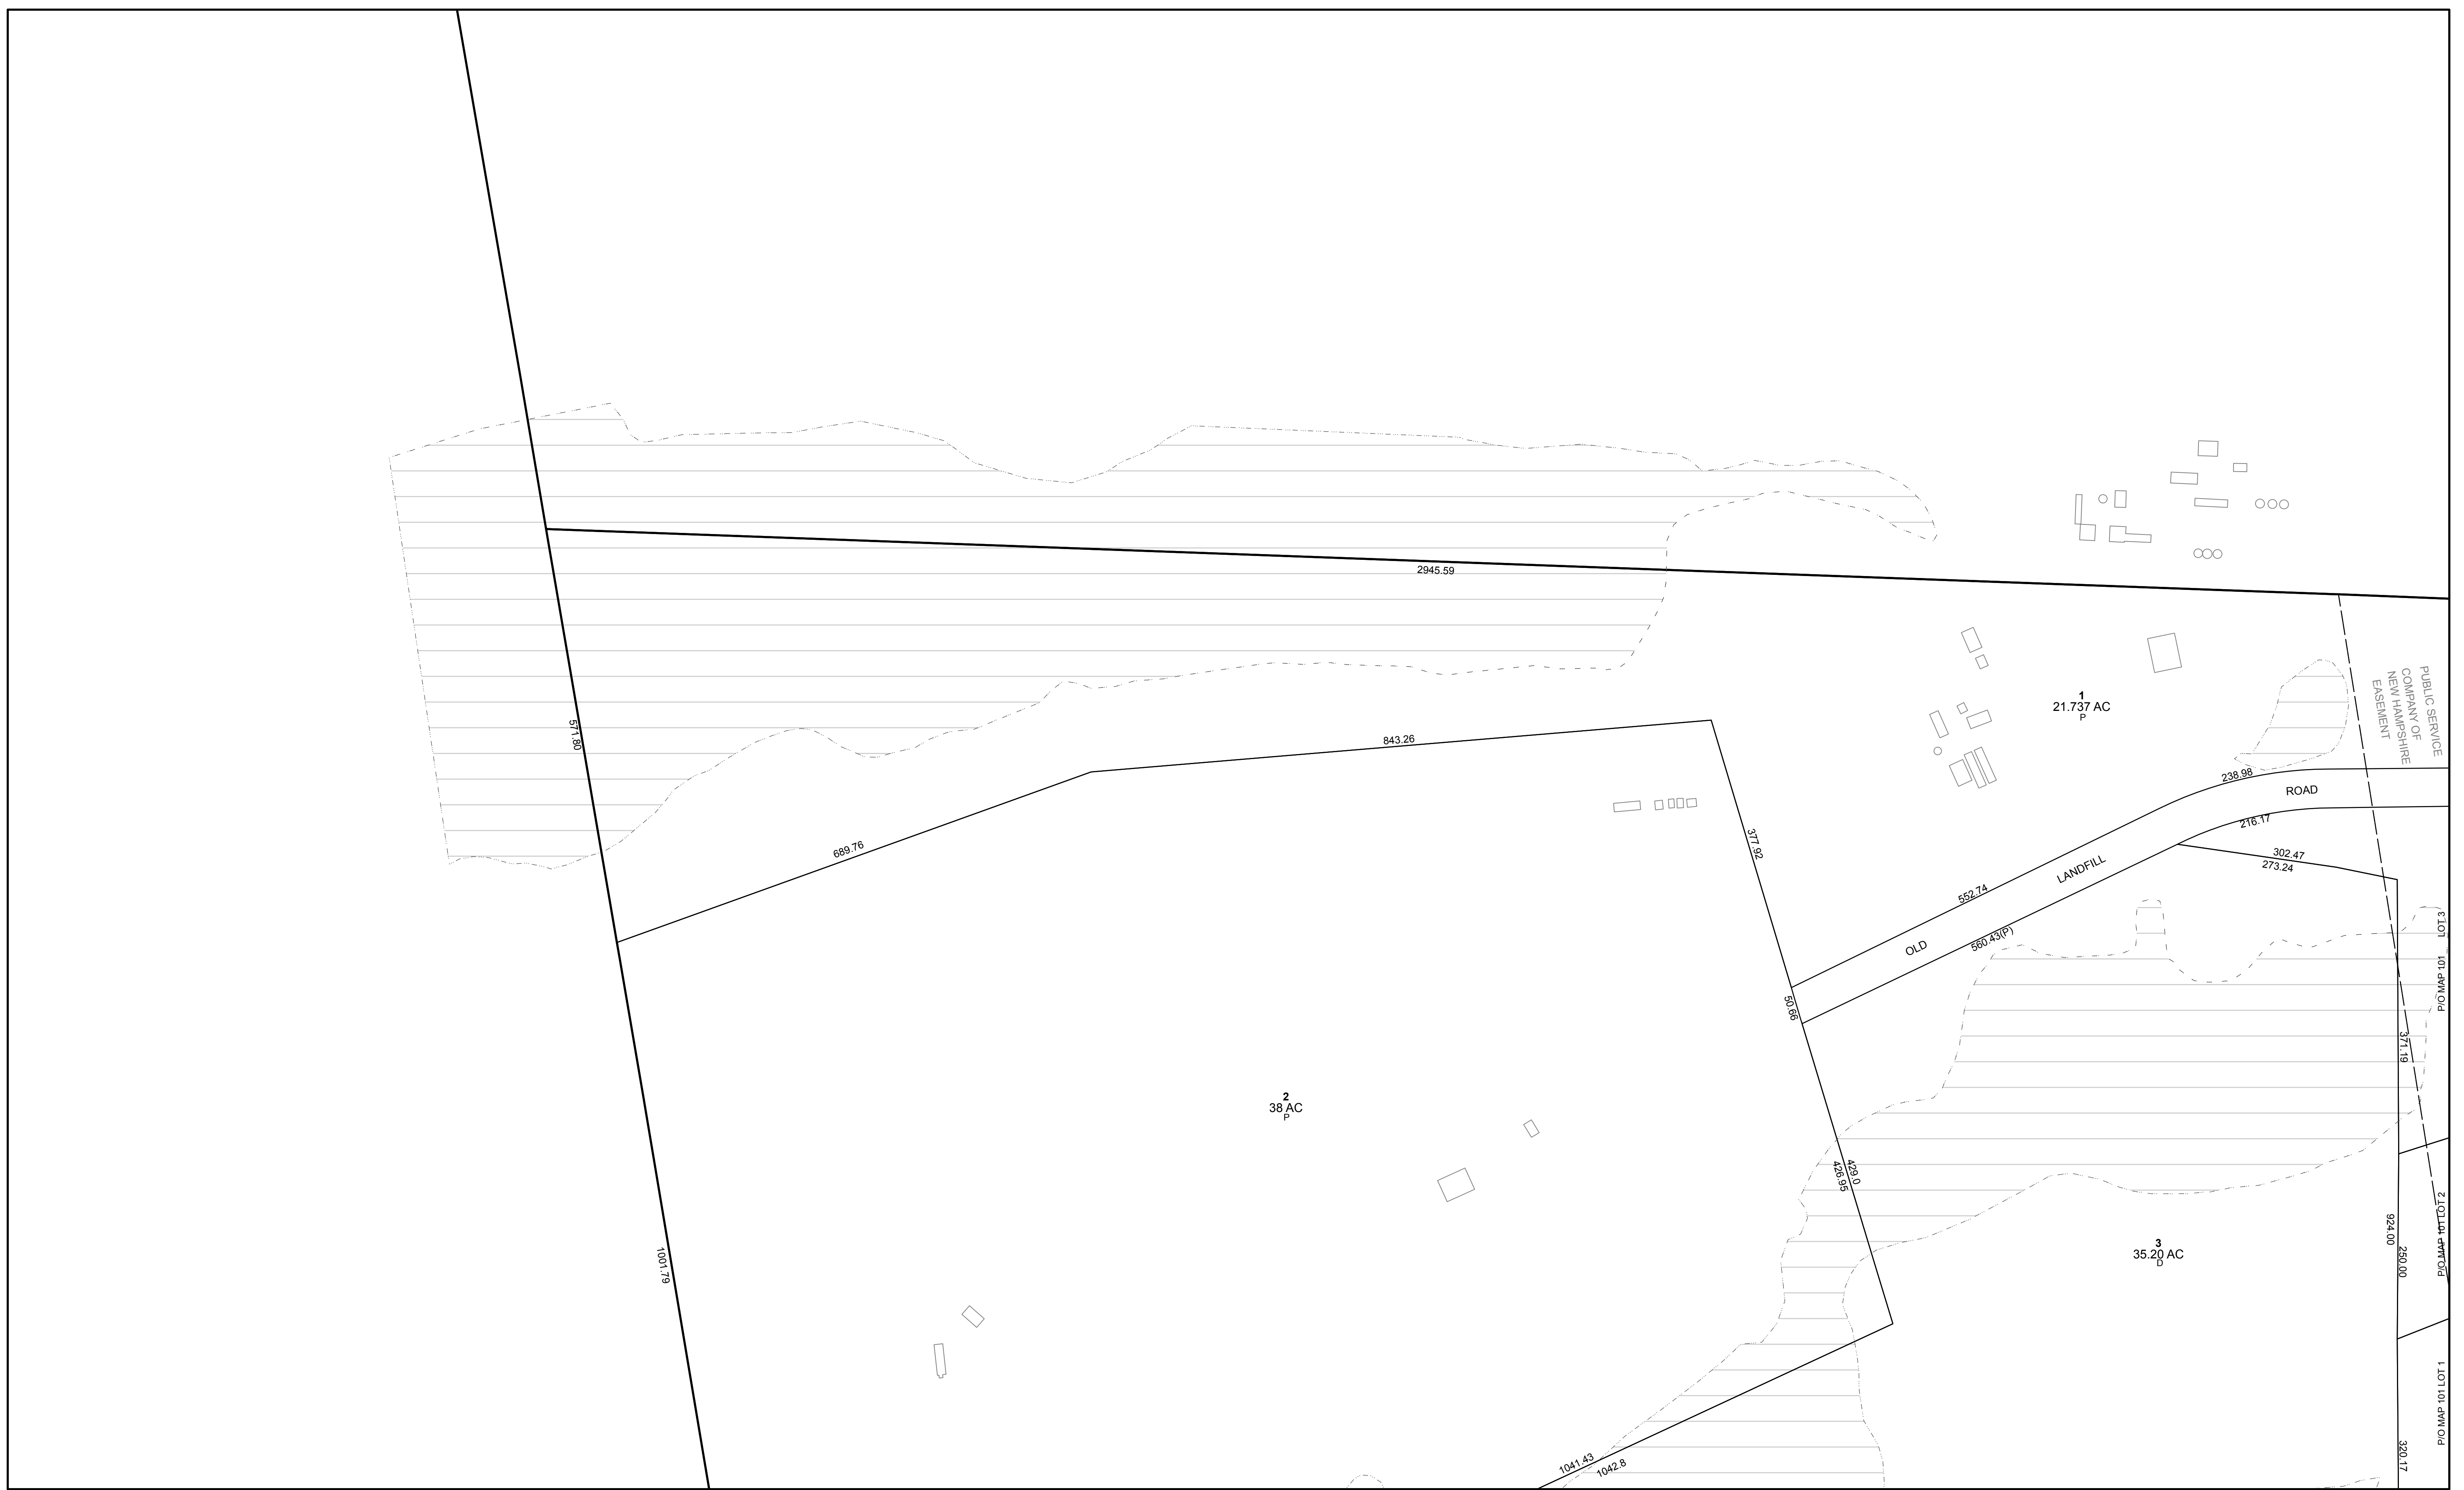 2945.59
571.80
843.26
689.76
377.92
50.66
1
21.737 AC
P
PUBLIC SERVICE
COMPANY OF
NEW HAMPSHIRE
EASEMENT
238.98
ROAD
216.17
302.47
273.24
LANDFILL
552.74
OLD
560.43(P)
P/O MAP 101 LOT 3
371.19
2
38 AC
P
429.0
426.95
3
35.20 AC
D
924.00
250.00
P/O MAP 101 LOT 2
1001.79
P/O MAP 101 LOT 1
320.17
1041.43
1042.8